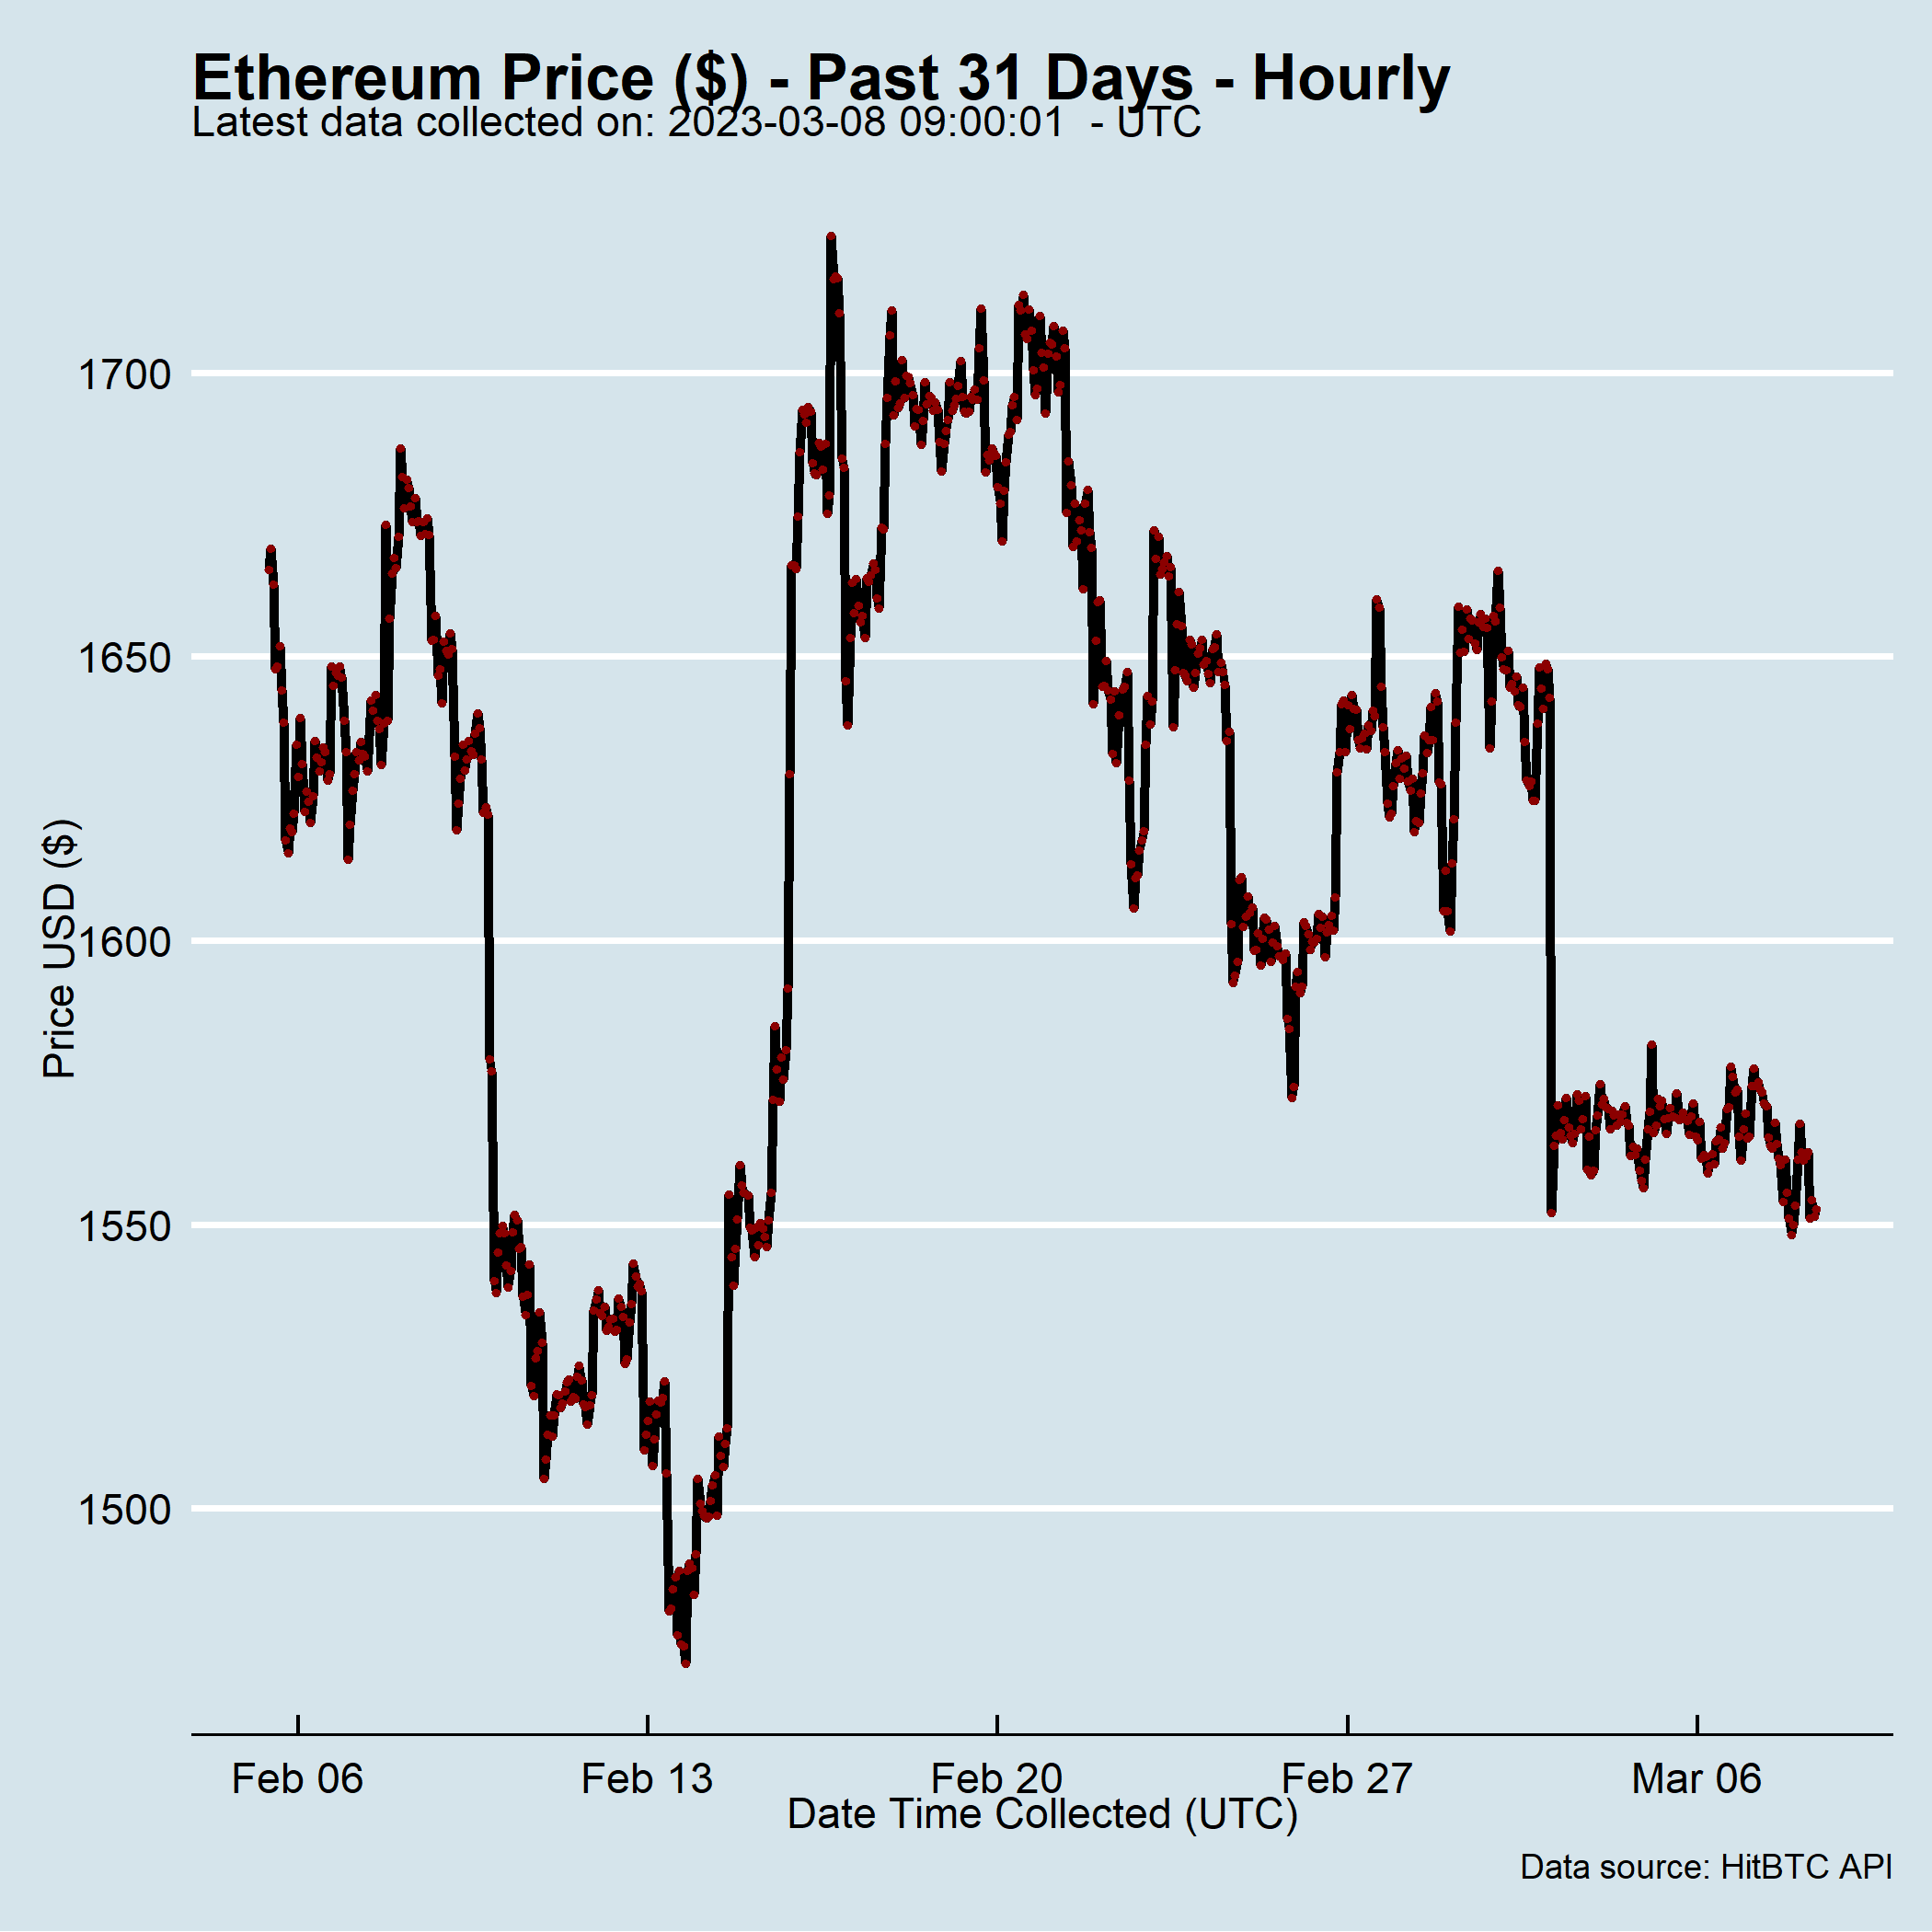 Ethereum Price ($) - Past 31 Days - Hourly
Latest data collected on: 2023-03-08 09:00:01  - UTC
Price USD ($)
1700
1650
1600
1550
1500
Feb 06 Feb 13 Feb 20 Feb 27 Mar 06
Date Time Collected (UTC)
Data source: HitBTC API